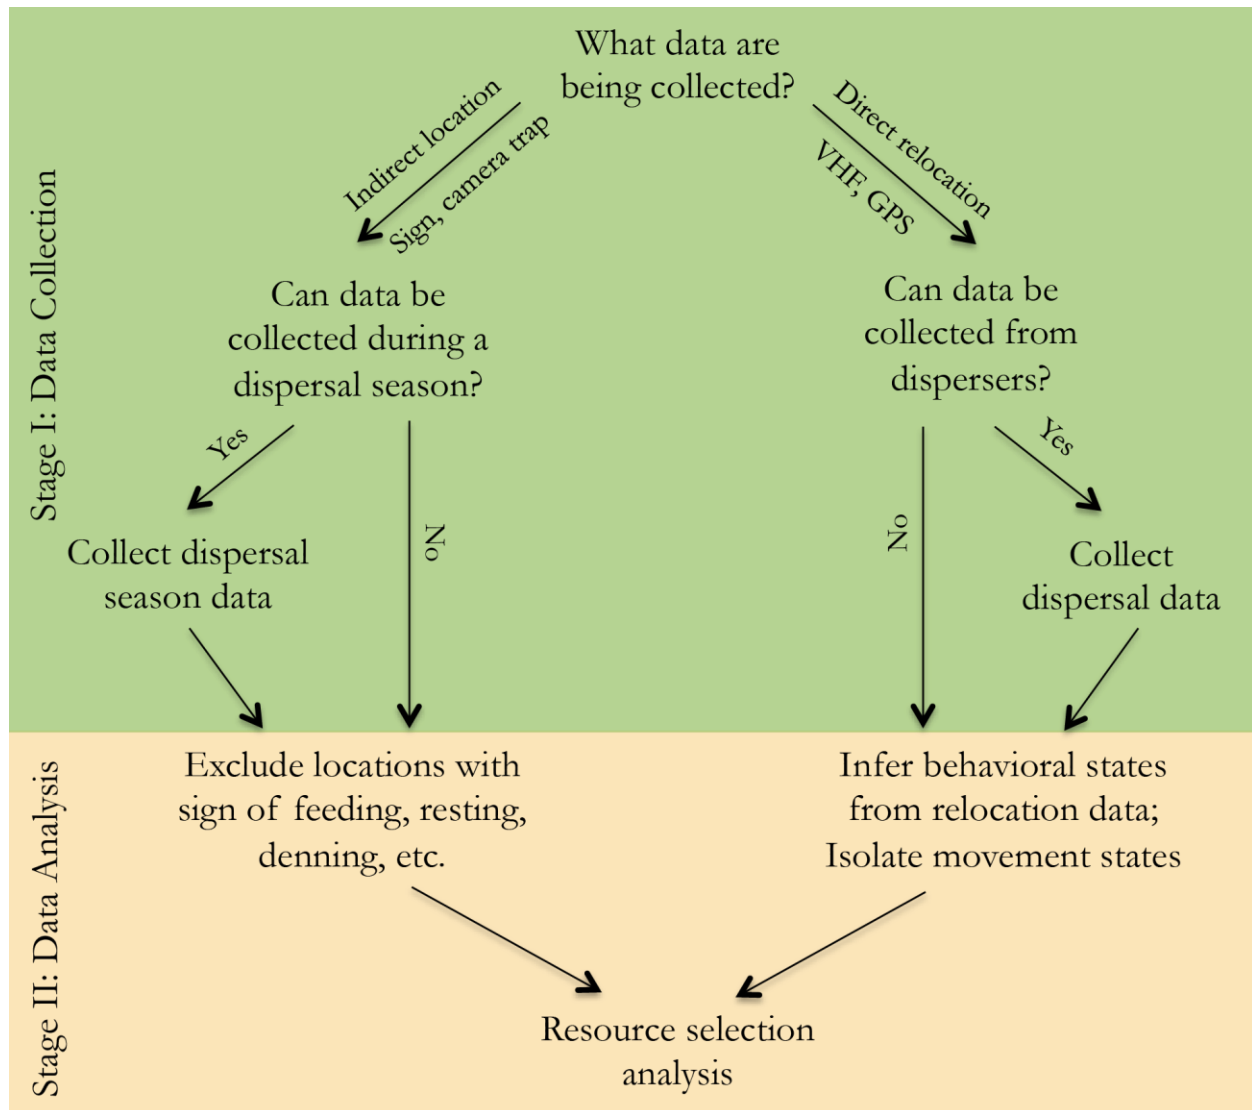 What data are
being collected?
Indirect location
Sign, camera trap
Direct relocation
VHF, GPS
Stage I: Data Collection
Can data be
collected during a
dispersal season?
Can data be
collected from
dispersers?
Yes
No
No
Yes
Collect dispersal
season data
Collect
dispersal data
Stage II: Data Analysis
Exclude locations with
sign of feeding, resting,
denning, etc.
Infer behavioral states
from relocation data;
Isolate movement states
Resource selection
analysis